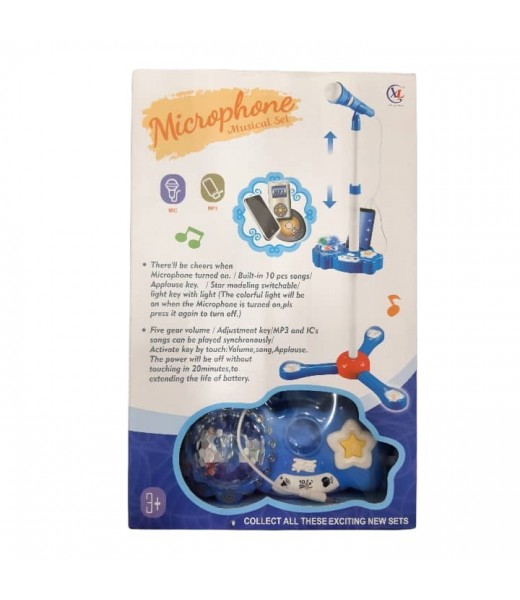 XL
Microphone
Musical Set
MIC
MP3
There'll be cheers when
Microphone turned on. / Built-in 10 pcs songs/
Applause key. / Star modeling switchable/
light key with light (The colorful light will be
on when the Microphone is turned on,pls
press it again to turn off.)
Five gear volume / Adjustment key/MP3 and IC's
songs can be played synchronously/
Activate key by touch:Volume,song,Applause.
The power will be off without
touching in 20minutes,to
extending the life of battery.
3+
COLLECT ALL THESE EXCITING NEW SETS